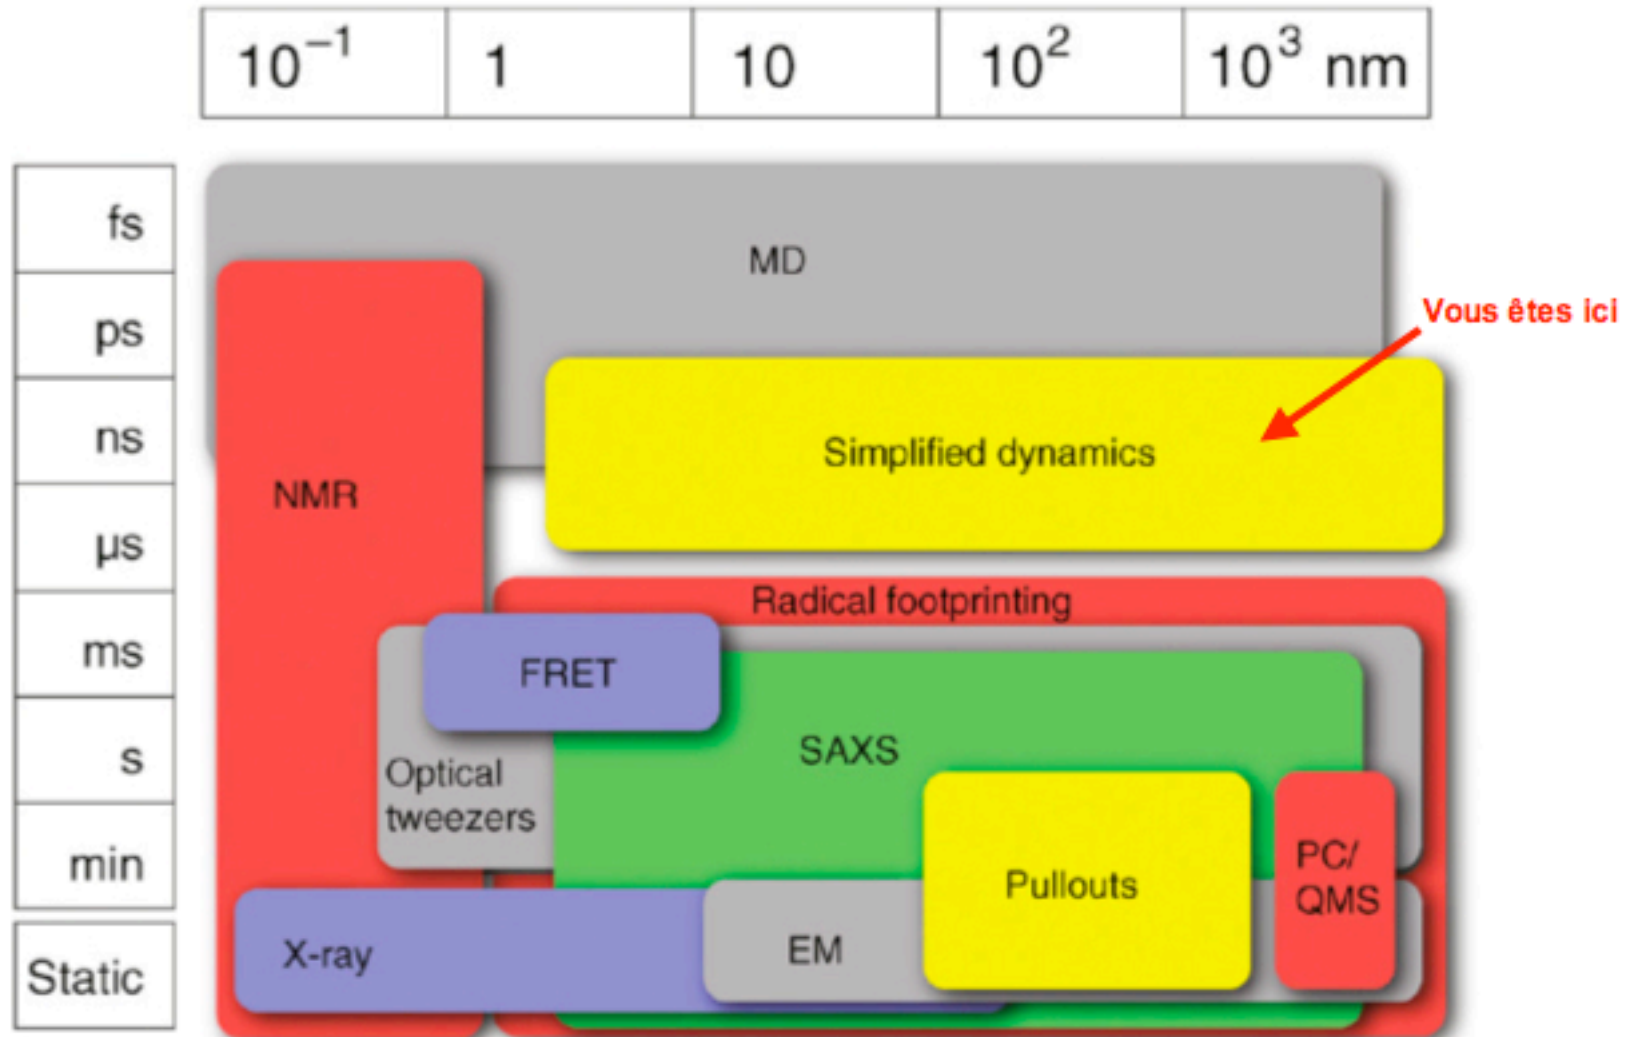 10⁻¹ 1 10 10² 10³ nm
fs
MD
ps
Vous êtes ici
ns
Simplified dynamics
NMR
µs
Radical footprinting
ms
FRET
s
SAXS
Optical
tweezers
min
PC/
QMS
Pullouts
X-ray
EM
Static